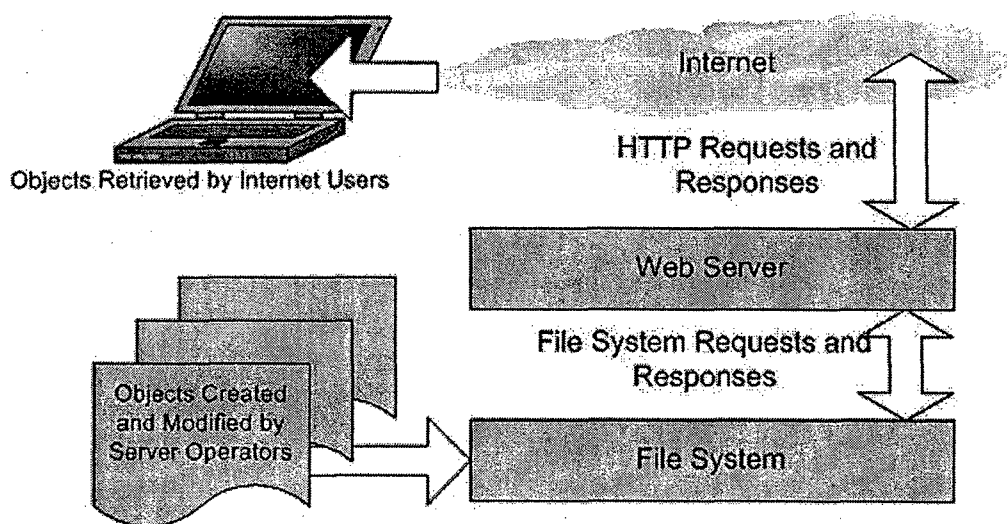 Internet
HTTP Requests and
Responses
Objects Retrieved by Internet Users
Web Server
File System Requests and
Responses
Objects Created
and Modified by
Server Operators
File System